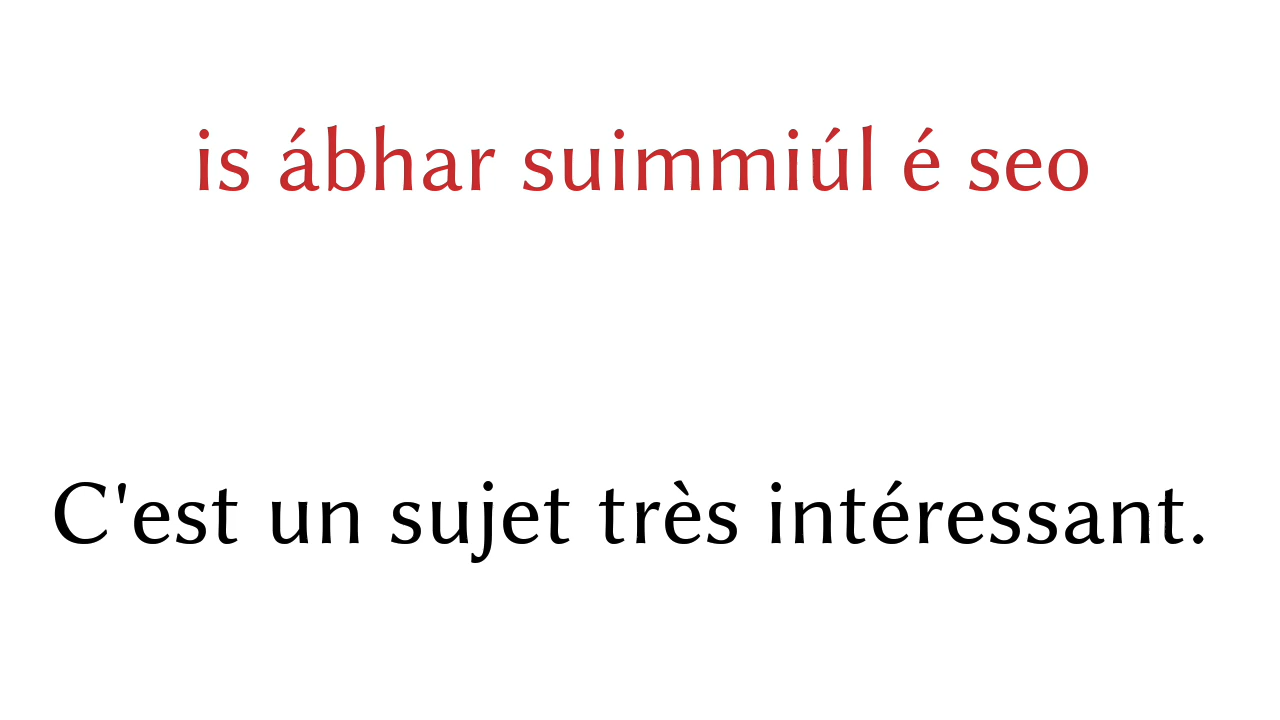 is ábhar suimmiúl é seo
C'est un sujet très intéressant.